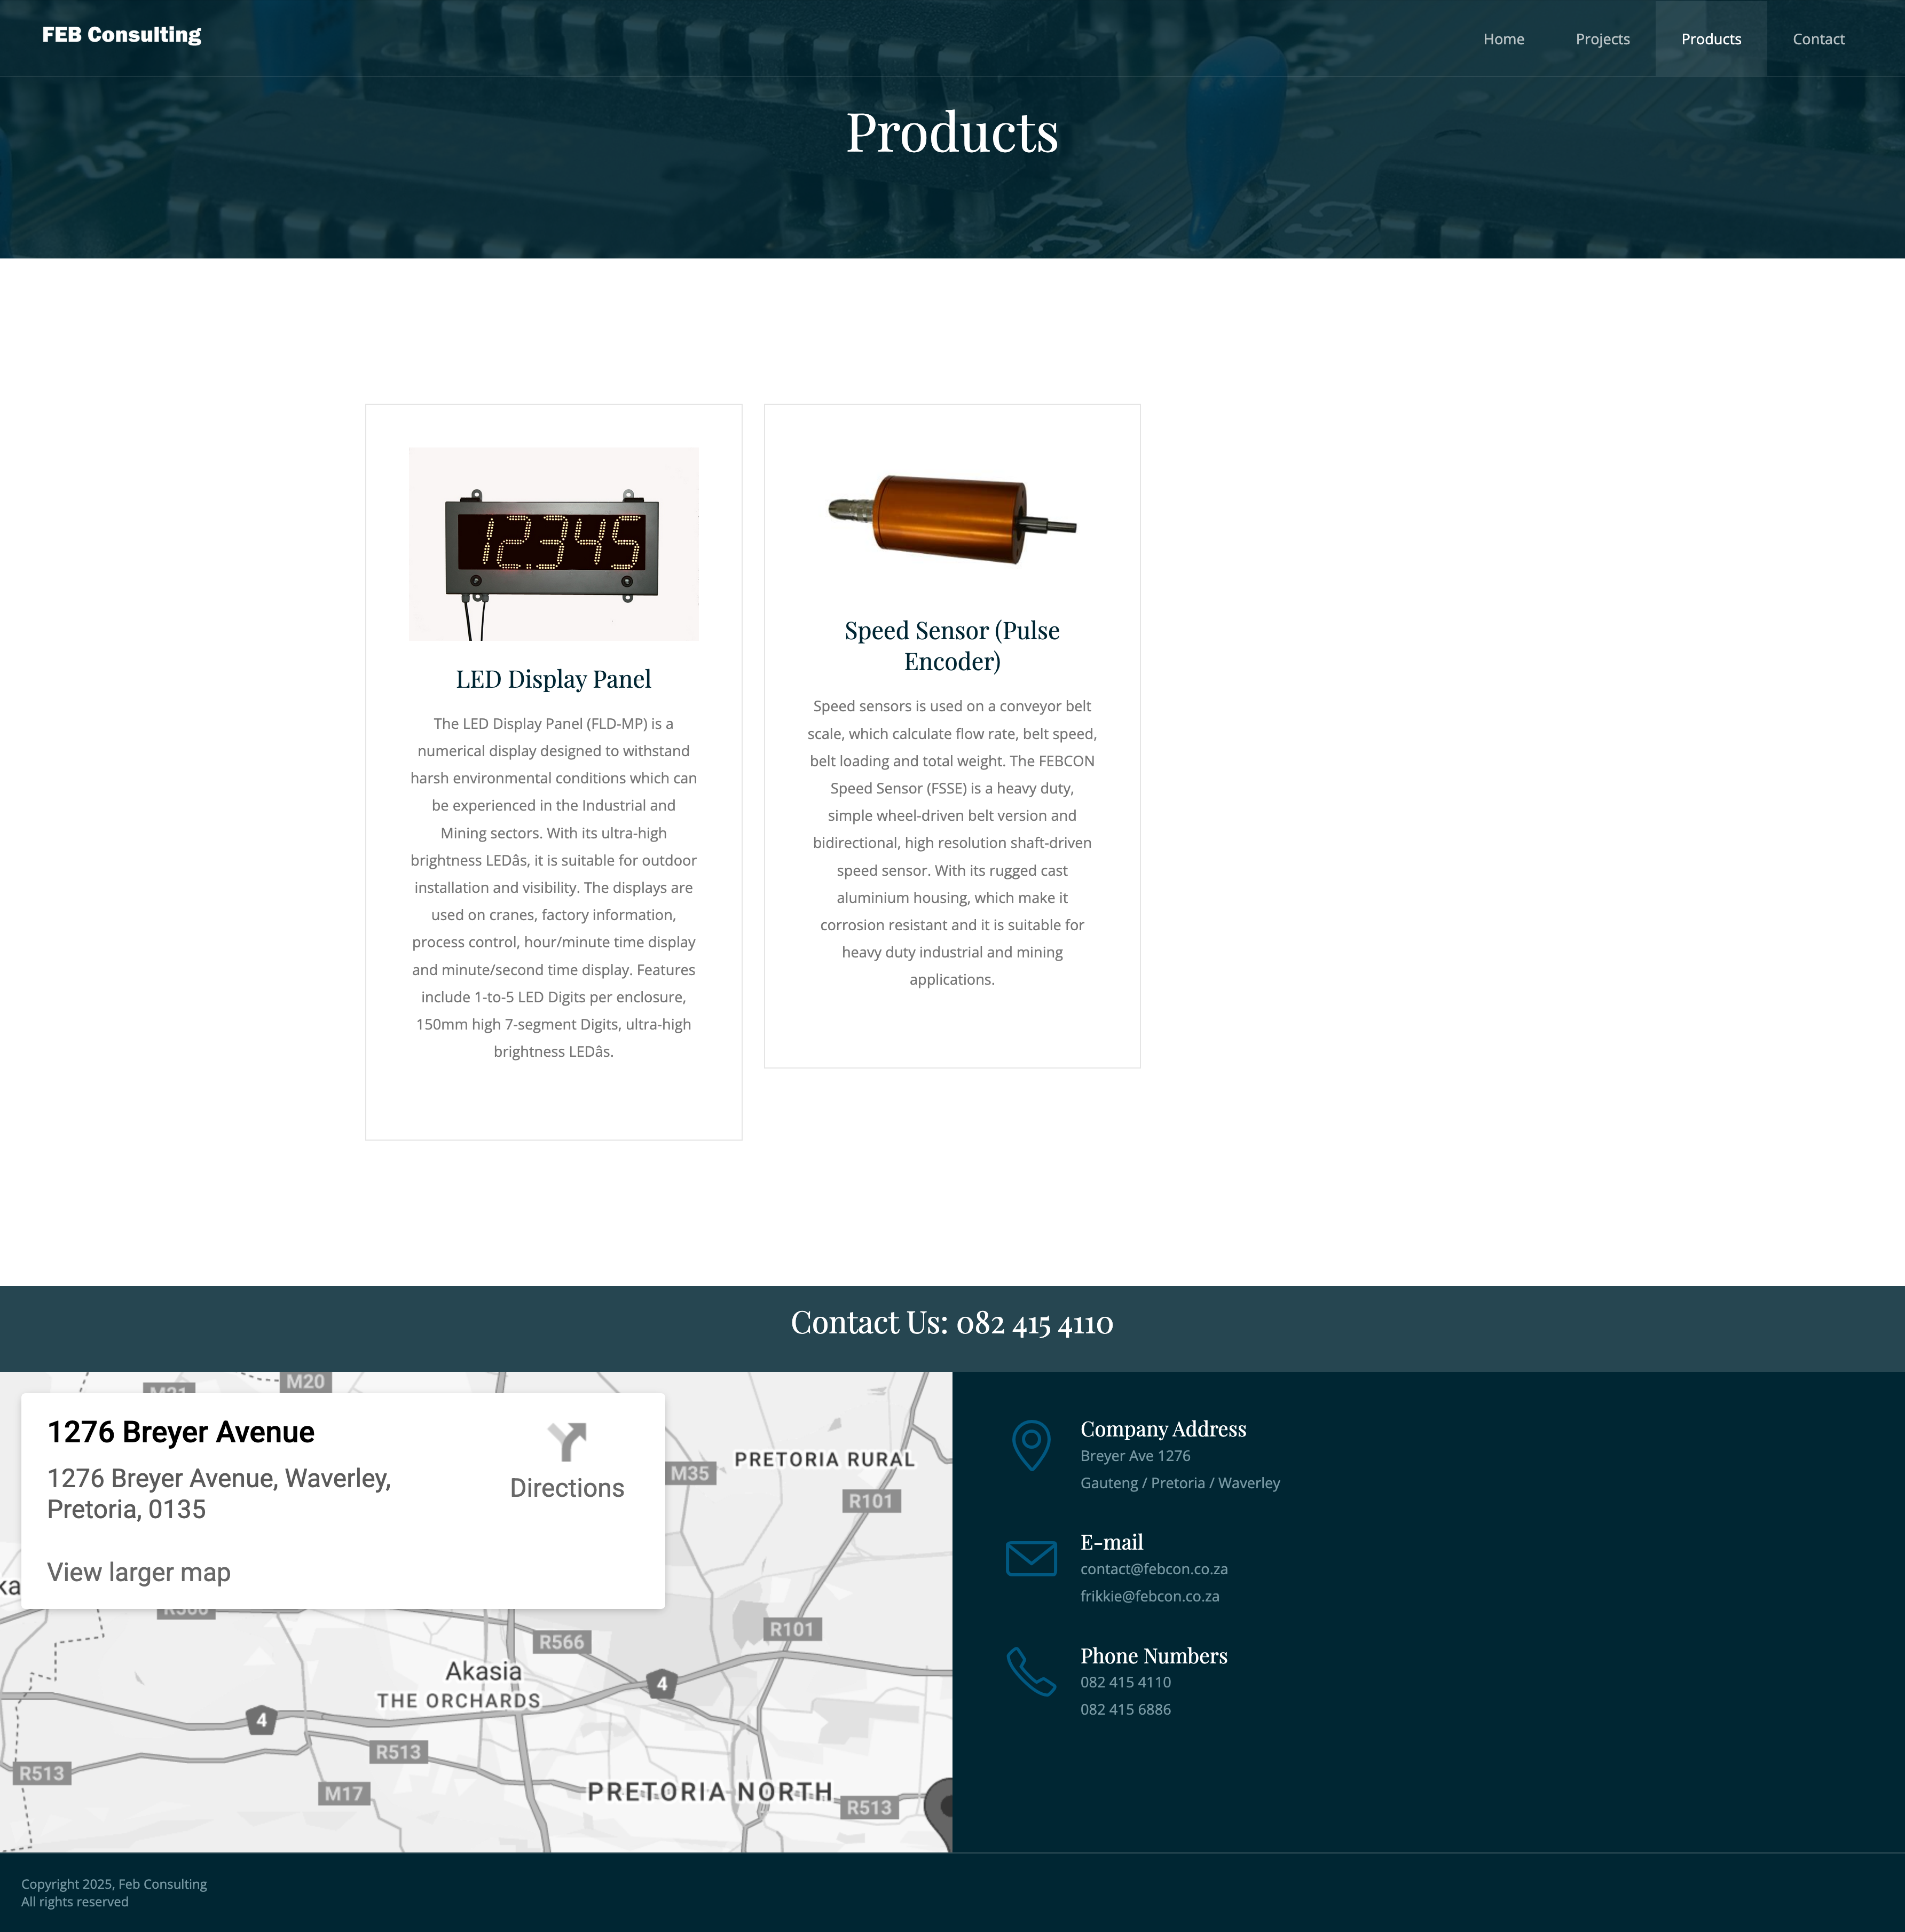 FEB Consulting
Home
Projects
Products
Contact
Products
12.345
LED Display Panel
The LED Display Panel (FLD-MP) is a
numerical display designed to withstand
harsh environmental conditions which can
be experienced in the Industrial and
Mining sectors. With its ultra-high
brightness LEDâs, it is suitable for outdoor
installation and visibility. The displays are
used on cranes, factory information,
process control, hour/minute time display
and minute/second time display. Features
include 1-to-5 LED Digits per enclosure,
150mm high 7-segment Digits, ultra-high
brightness LEDâs.
Speed Sensor (Pulse
Encoder)
Speed sensors is used on a conveyor belt
scale, which calculate flow rate, belt speed,
belt loading and total weight. The FEBCON
Speed Sensor (FSSE) is a heavy duty,
simple wheel-driven belt version and
bidirectional, high resolution shaft-driven
speed sensor. With its rugged cast
aluminium housing, which make it
corrosion resistant and it is suitable for
heavy duty industrial and mining
applications.
Contact Us: 082 415 4110
M21
M20
1276 Breyer Avenue
1276 Breyer Avenue, Waverley,
Pretoria, 0135
Directions
View larger map
M35
PRETORIA RURAL
R101
ka
R566
R566
R101
Akasia
THE ORCHARDS
4
4
R513
R513
M17
PRETORIA NORTH
R513
Company Address
Breyer Ave 1276
Gauteng / Pretoria / Waverley
E-mail
contact@febcon.co.za
frikkie@febcon.co.za
Phone Numbers
082 415 4110
082 415 6886
Copyright 2025, Feb Consulting
All rights reserved